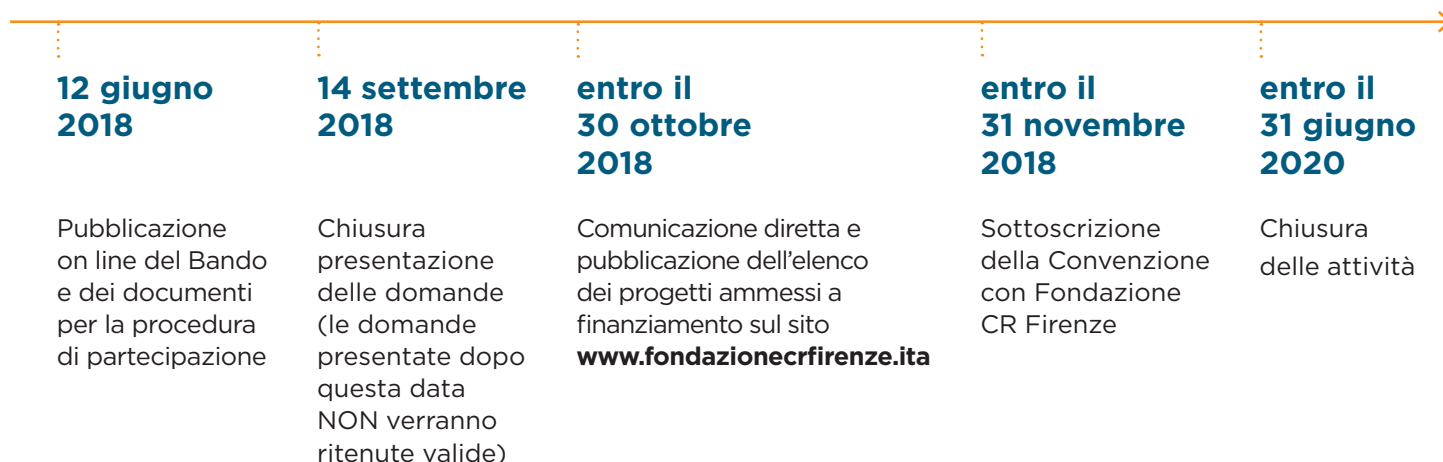 12 giugno
2018
Pubblicazione
on line del Bando
e dei documenti
per la procedura
di partecipazione
14 settembre
2018
Chiusura
presentazione
delle domande
(le domande
presentate dopo
questa data
NON verranno
ritenute valide)
entro il
30 ottobre
2018
Comunicazione diretta e
pubblicazione dell'elenco
dei progetti ammessi a
finanziamento sul sito
www.fondazionecrfirenze.ita
entro il
31 novembre
2018
Sottoscrizione
della Convenzione
con Fondazione
CR Firenze
entro il
31 giugno
2020
Chiusura
delle attività